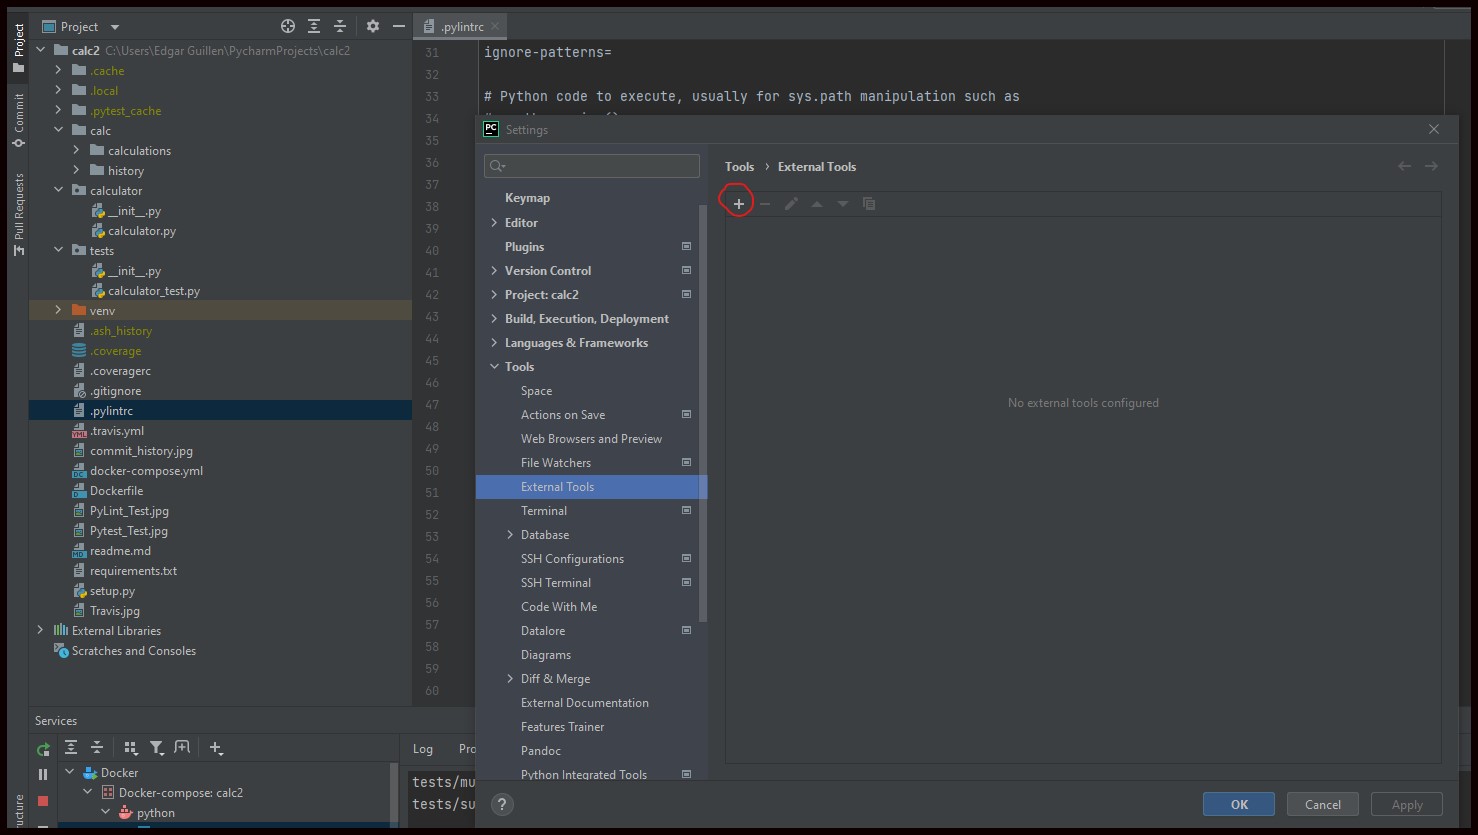 Project
.pylintrc
calc2 C:\Users\Edgar Guillen\PycharmProjects\calc2
.cache
.local
.pytest_cache
calc
calculations
history
calculator
__init__.py
calculator.py
tests
__init__.py
calculator_test.py
venv
.ash_history
.coverage
.coveragerc
.gitignore
.pylintrc
.travis.yml
commit_history.jpg
docker-compose.yml
Dockerfile
PyLint_Test.jpg
Pytest_Test.jpg
readme.md
requirements.txt
setup.py
Travis.jpg
External Libraries
Scratches and Consoles
Project
Commit
Pull Requests
31 ignore-patterns=
32
33 # Python code to execute, usually for sys.path manipulation such as
34
35
36
37
38
39
40
41
42
43
44
45
46
47
48
49
50
51
52
53
54
55
56
57
58
59
60
PC Settings
Keymap
Editor
Plugins
Version Control
Project: calc2
Build, Execution, Deployment
Languages & Frameworks
Tools
Space
Actions on Save
Web Browsers and Preview
File Watchers
External Tools
Terminal
Database
SSH Configurations
SSH Terminal
Code With Me
Datalore
Diagrams
Diff & Merge
External Documentation
Features Trainer
Pandoc
Python Integrated Tools
Tools › External Tools
No external tools configured
? OK Cancel Apply
Services
Log
Docker
Docker-compose: calc2
python
tests/mu
tests/su